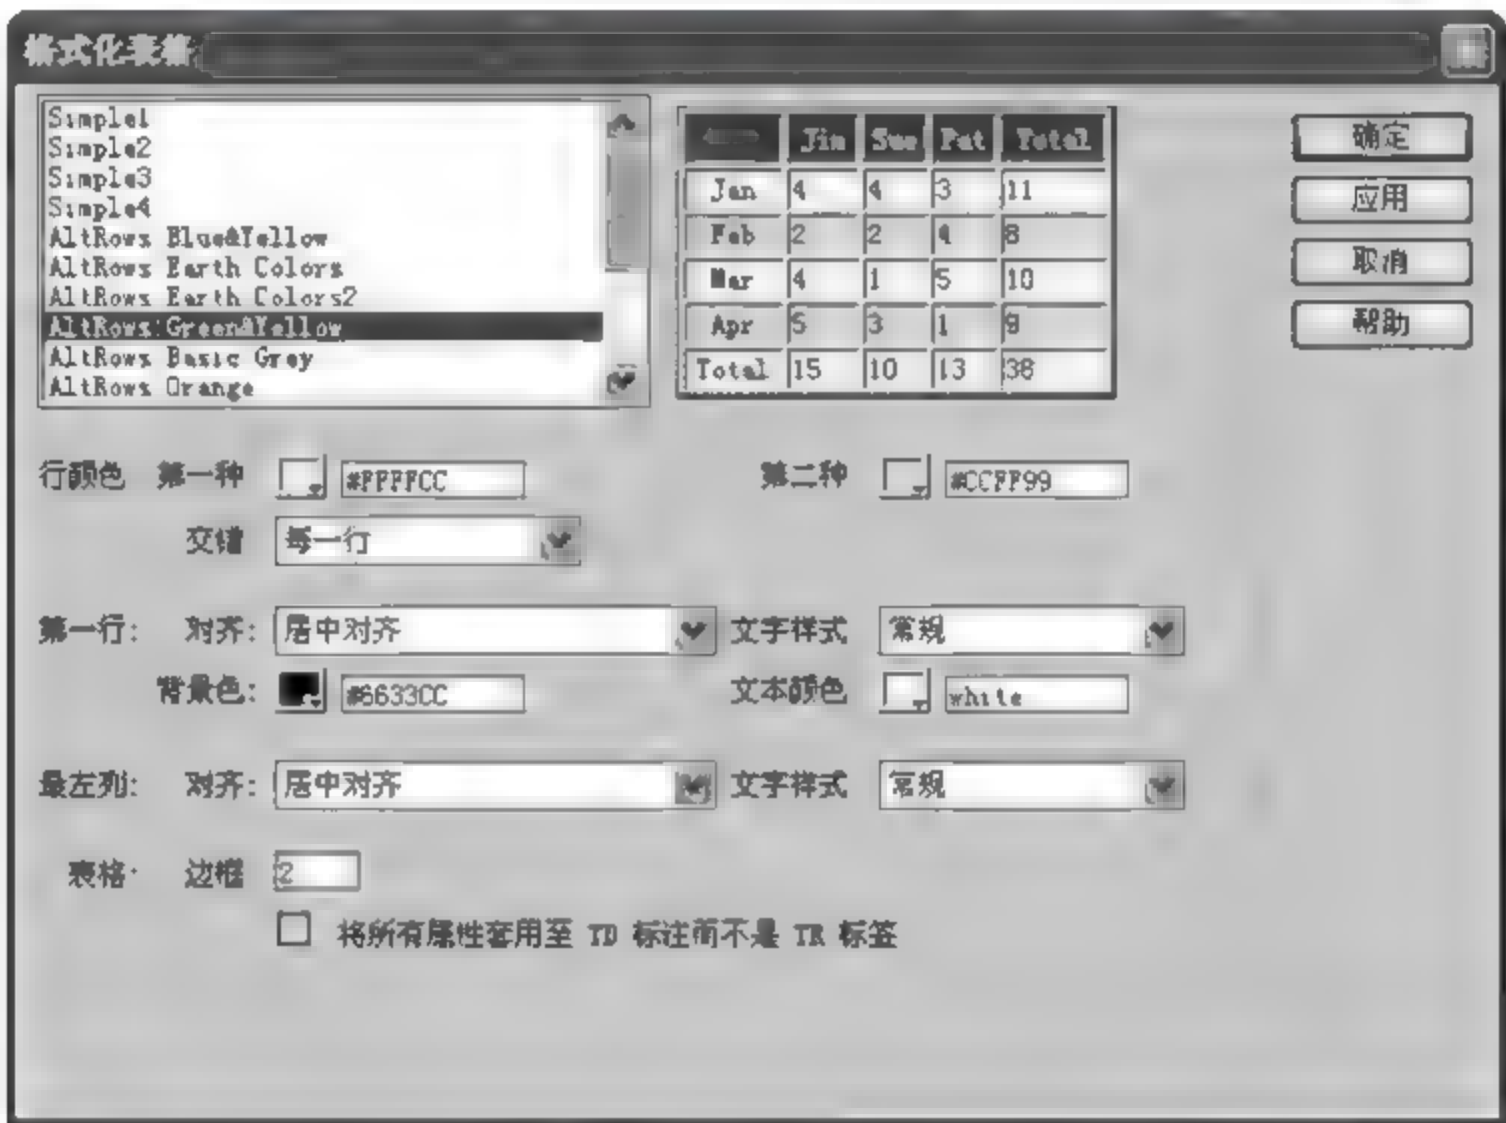 格式化表格
Simple1
Simple2
Simple3
Simple4
AltRows Blue&Yellow
AltRows Earth Colors
AltRows Earth Colors2
AltRows:Green&Yellow
AltRows Basic Grey
AltRows Orange
Jim Sue Pat Total
Jan 4 4 3 11
Feb 2 2 4 8
Mar 4 1 5 10
Apr 5 3 1 9
Total 15 10 13 38
确定
应用
取消
帮助
行颜色 第一种 #FFFFCC 第二种 #CCFF99
交错 每一行
第一行: 对齐: 居中对齐 文字样式 常规
背景色: #6633CC 文本颜色 white
最左列: 对齐: 居中对齐 文字样式 常规
表格: 边框 2
将所有属性套用至 TD 标注而不是 TR 标签